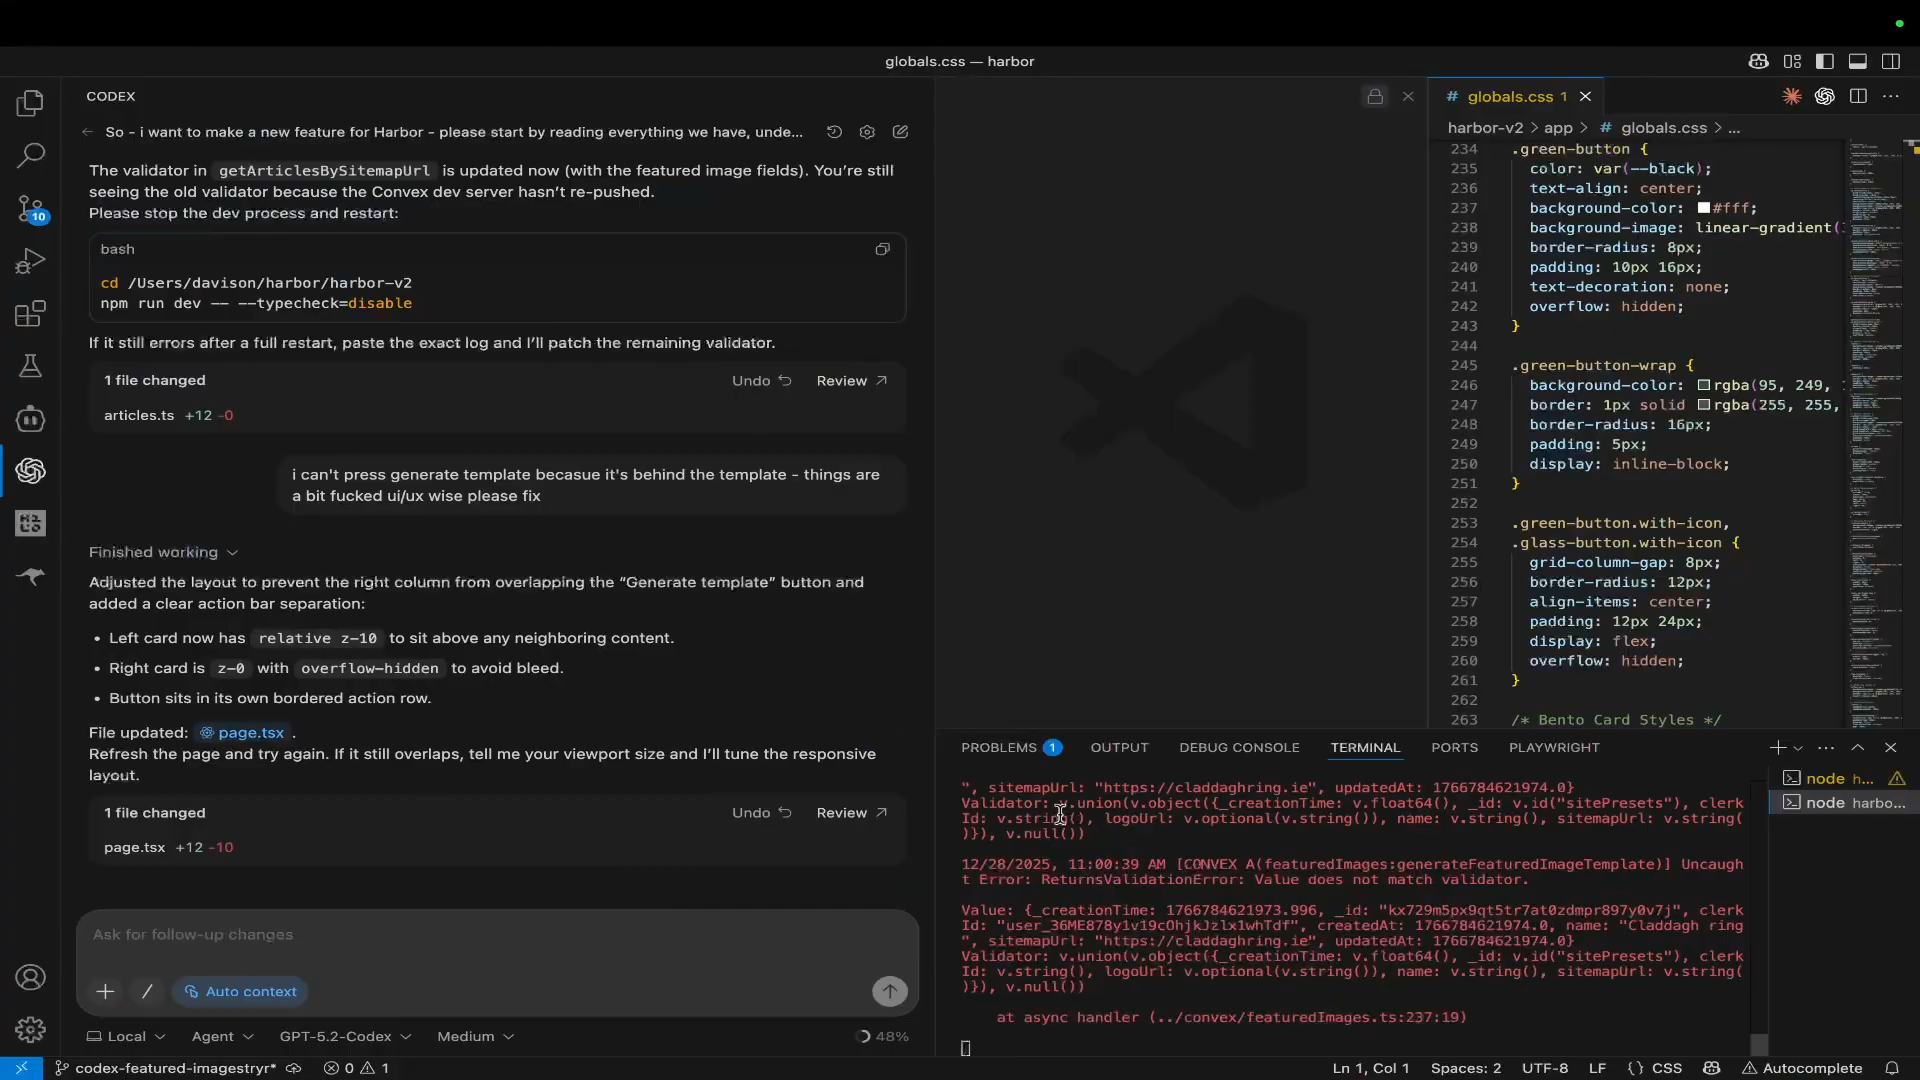 globals.css — harbor
CODEX
So - i want to make a new feature for Harbor - please start by reading everything we have, unde...
The validator in getArticlesBySitemapUrl is updated now (with the featured image fields). You’re still
seeing the old validator because the Convex dev server hasn’t re-pushed.
Please stop the dev process and restart:
bash
cd /Users/davison/harbor/harbor-v2
npm run dev -- --typecheck=disable
If it still errors after a full restart, paste the exact log and I’ll patch the remaining validator.
1 file changed
Undo
Review
articles.ts +12 -0
i can't press generate template becasue it's behind the template - things are
a bit fucked ui/ux wise please fix
Finished working
Adjusted the layout to prevent the right column from overlapping the “Generate template” button and
added a clear action bar separation:
• Left card now has relative z-10 to sit above any neighboring content.
• Right card is z-0 with overflow-hidden to avoid bleed.
• Button sits in its own bordered action row.
File updated: page.tsx .
Refresh the page and try again. If it still overlaps, tell me your viewport size and I’ll tune the responsive
layout.
1 file changed
Undo
Review
page.tsx +12 -10
Ask for follow-up changes
Auto context
Local
Agent
GPT-5.2-Codex
Medium
48%
10
# globals.css 1
harbor-v2 > app > # globals.css > ...
234 .green-button {
235 color: var(--black);
236 text-align: center;
237 background-color: #fff;
238 background-image: linear-gradient(
239 border-radius: 8px;
240 padding: 10px 16px;
241 text-decoration: none;
242 overflow: hidden;
243 }
244
245 .green-button-wrap {
246 background-color: rgba(95, 249,
247 border: 1px solid rgba(255, 255,
248 border-radius: 16px;
249 padding: 5px;
250 display: inline-block;
251 }
252
253 .green-button.with-icon,
254 .glass-button.with-icon {
255 grid-column-gap: 8px;
256 border-radius: 12px;
257 align-items: center;
258 padding: 12px 24px;
259 display: flex;
260 overflow: hidden;
261 }
262
263 /* Bento Card Styles */
PROBLEMS 1
OUTPUT
DEBUG CONSOLE
TERMINAL
PORTS
PLAYWRIGHT
", sitemapUrl: "https://claddaghring.ie", updatedAt: 1766784621974.0}
Validator: v.union(v.object({_creationTime: v.float64(), _id: v.id("sitePresets"), clerk
Id: v.string(), logoUrl: v.optional(v.string()), name: v.string(), sitemapUrl: v.string(
)}), v.null())
12/28/2025, 11:00:39 AM [CONVEX A(featuredImages:generateFeaturedImageTemplate)] Uncaugh
t Error: ReturnsValidationError: Value does not match validator.
Value: {_creationTime: 1766784621973.996, _id: "kx729m5px9qt5tr7at0zdmpr897y0v7j", clerk
Id: "user_36ME878y1v19cOhjkJzlx1whTdf", createdAt: 1766784621974.0, name: "Claddagh ring
", sitemapUrl: "https://claddaghring.ie", updatedAt: 1766784621974.0}
Validator: v.union(v.object({_creationTime: v.float64(), _id: v.id("sitePresets"), clerk
Id: v.string(), logoUrl: v.optional(v.string()), name: v.string(), sitemapUrl: v.string(
)}), v.null())
at async handler (../convex/featuredImages.ts:237:19)
node h...
node harbo...
codex-featured-imagestryr*
0
1
Ln 1, Col 1
Spaces: 2
UTF-8
LF
{} CSS
Autocomplete